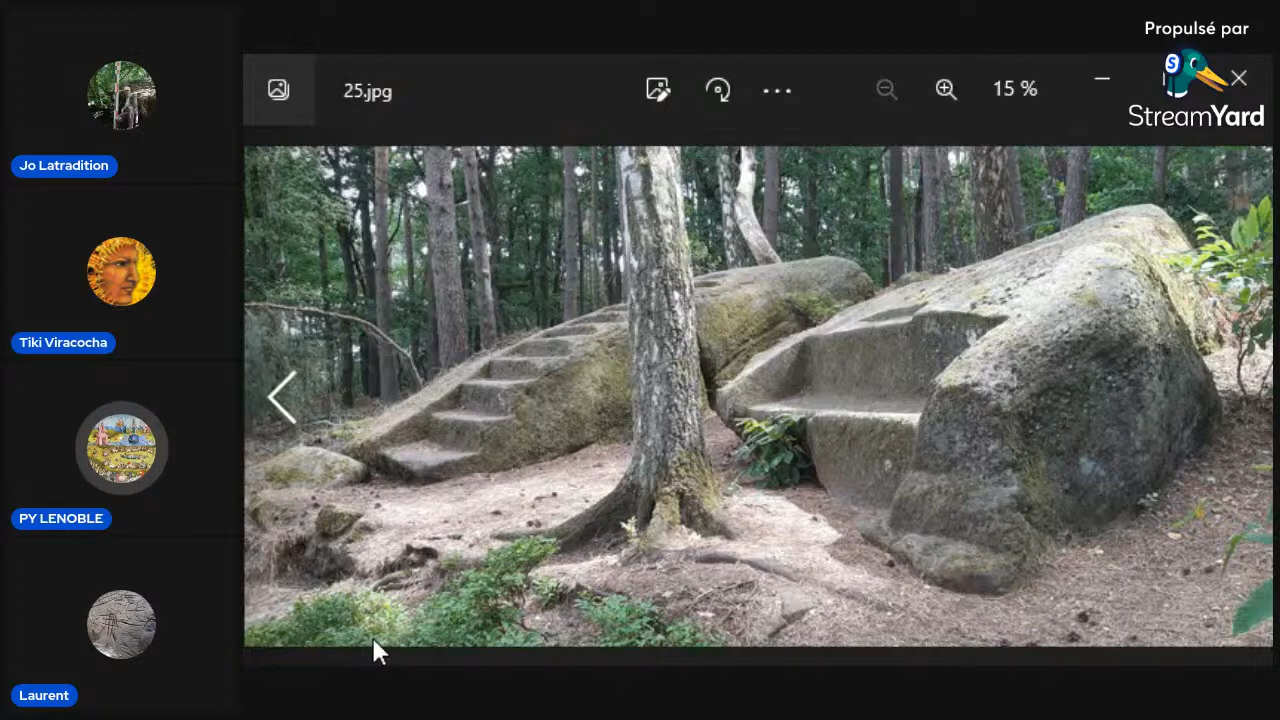 Propulsé par
StreamYard
25.jpg
15 %
Jo Latradition
Tiki Viracocha
PY LENOBLE
Laurent